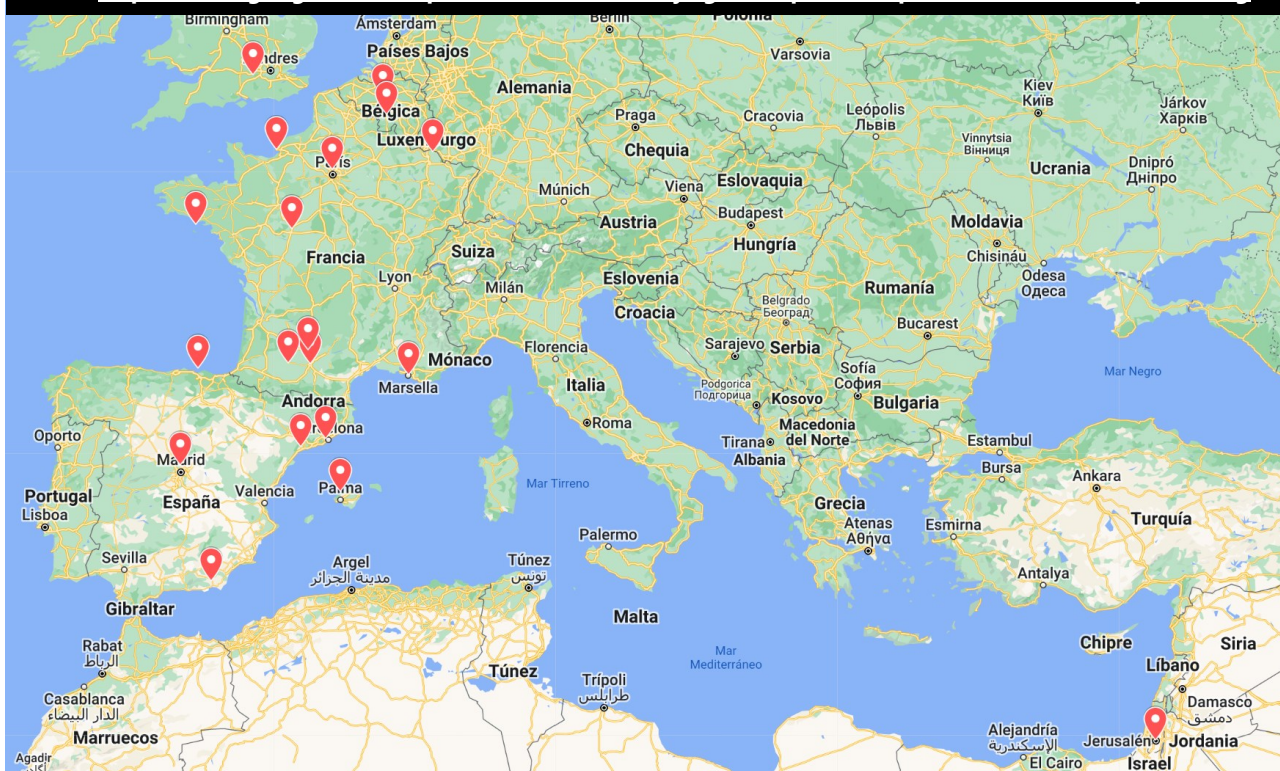 Birmingham
Ámsterdam
Berlín
Polonia
Países Bajos
Varsovia
ndres
Alemania
Kiev
Київ
Bélgica
Praga
Cracovia
Leópolis
Львів
Járkov
Харків
Luxemburgo
Chequia
Vinnytsia
Вінниця
Ucrania
Dnipró
Дніпро
París
Múnich
Viena
Eslovaquia
Austria
Budapest
Hungría
Moldavia
Chisináu
Francia
Suiza
Lyon
Milán
Eslovenia
Croacia
Odesa
Одеса
Rumanía
Belgrado
Београд
Bucarest
Florencia
Mónaco
Sarajevo
Serbia
Marsella
Italia
Sofía
София
Mar Negro
Podgorica
Подгорица
Kosovo
Bulgaria
Andorra
Roma
Macedonia
del Norte
Oporto
lona
Tirana
Albania
Estambul
Madrid
Bursa
Ankara
España
Valencia
Palma
Mar Tirreno
Portugal
Lisboa
Grecia
Turquía
Atenas
Αθήνα
Esmirna
Sevilla
Palermo
Argel
مدينة الجزائر
Túnez
تونس
Antalya
Gibraltar
Malta
Chipre
Siria
Rabat
الرباط
Mar
Mediterráneo
Túnez
Líbano
Trípoli
طرابلس
Casablanca
الدار البيضاء
Damasco
دمشق
Marruecos
Alejandría
الإسكندرية
Jerusalén
Jordania
Agadir
El Cairo
Israel